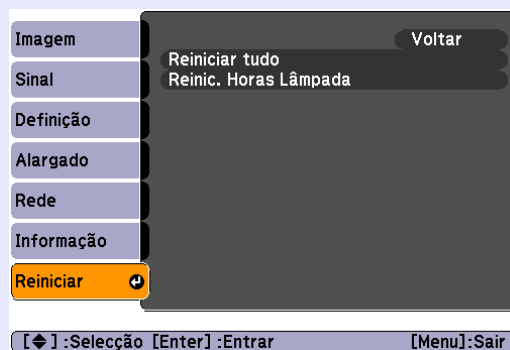 Imagem
Sinal
Definição
Alargado
Rede
Informação
Reiniciar
Voltar
Reiniciar tudo
Reinic. Horas Lâmpada
[◆] :Selecção [Enter] :Entrar [Menu]:Sair